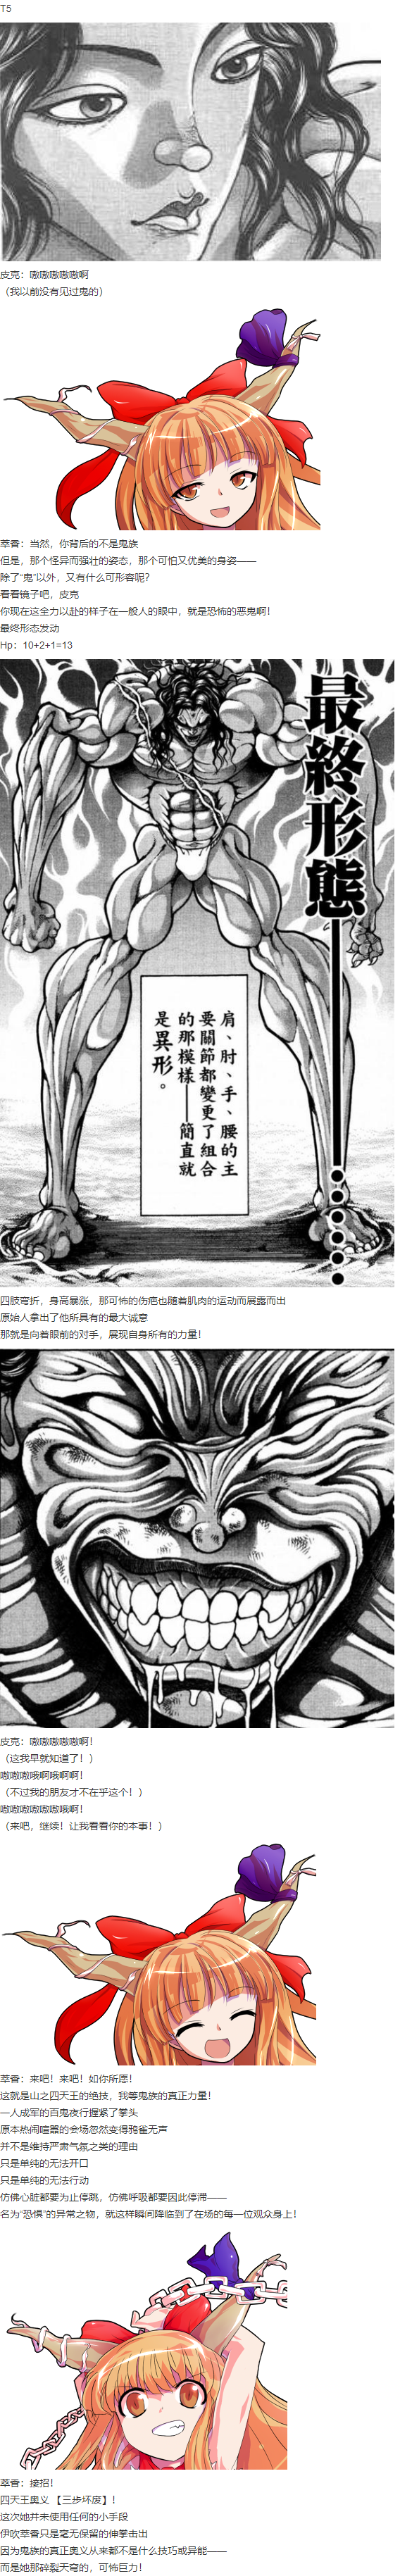 T5
皮克：嗷嗷嗷嗷嗷啊
（我以前没有见过鬼的）
萃香：当然，你背后的不是鬼族
但是，那个怪异而强壮的姿态，那个可怕又优美的身姿——
除了“鬼”以外，又有什么可形容呢？
看看镜子吧，皮克
你现在这全力以赴的样子在一般人的眼中，就是恐怖的恶鬼啊！
最终形态发动
Hp：10+2+1=13
最終形態——……
肩、肘、手、腰的主
要關節都變更了組合
的那模樣——簡直就
是異形。
四肢弯折，身高暴涨，那可怖的伤疤也随着肌肉的运动而展露而出
原始人拿出了他所具有的最大诚意
那就是向着眼前的对手，展现自身所有的力量！
皮克：嗷嗷嗷嗷嗷啊！
（这我早就知道了！）
嗷嗷嗷哦啊哦啊啊！
（不过我的朋友才不在乎这个！）
嗷嗷嗷嗷嗷嗷哦啊！
（来吧，继续！让我看看你的本事！）
萃香：来吧！来吧！如你所愿！
这就是山之四天王的绝技，我等鬼族的真正力量！
一人成军的百鬼夜行握紧了拳头
原本热闹喧嚣的会场忽然变得鸦雀无声
并不是维持严肃气氛之类的理由
只是单纯的无法开口
只是单纯的无法行动
仿佛心脏都要为止停跳，仿佛呼吸都要因此停滞——
名为“恐惧”的异常之物，就这样瞬间降临到了在场的每一位观众身上！
萃香：接招！
四天王奥义 【三步坏废】！
这次她并未使用任何的小手段
伊吹萃香只是毫无保留的伸拳击出
因为鬼族的真正奥义从来都不是什么技巧或异能——
而是她那碎裂天穹的，可怖巨力！